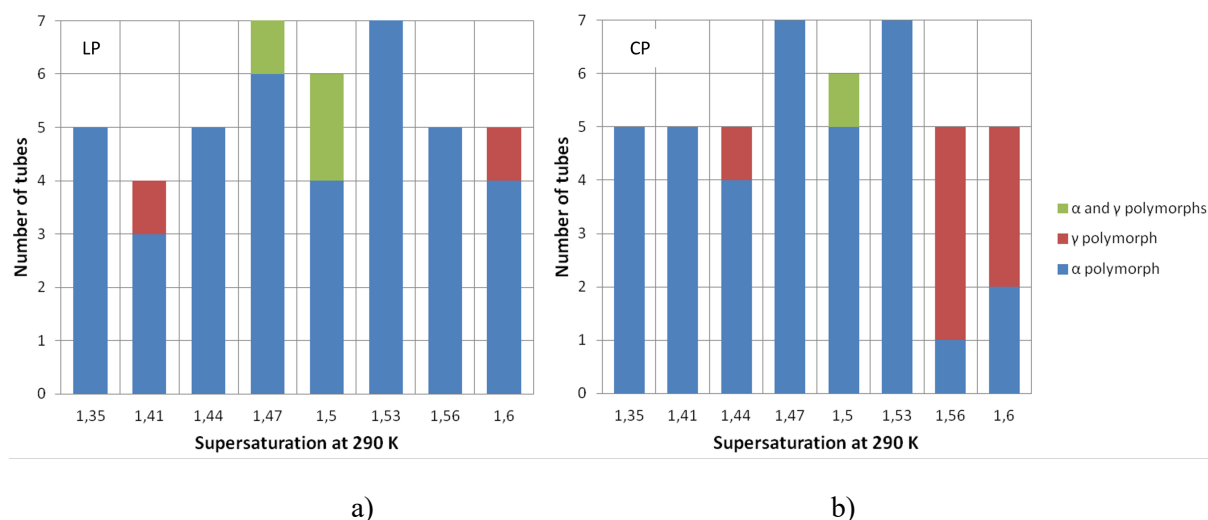 LP
Number of tubes
7
6
5
4
3
2
1
0
1,35 1,41 1,44 1,47 1,5 1,53 1,56 1,6
Supersaturation at 290 K
a)
CP
Number of tubes
7
6
5
4
3
2
1
0
1,35 1,41 1,44 1,47 1,5 1,53 1,56 1,6
Supersaturation at 290 K
b)
α and γ polymorphs
γ polymorph
α polymorph